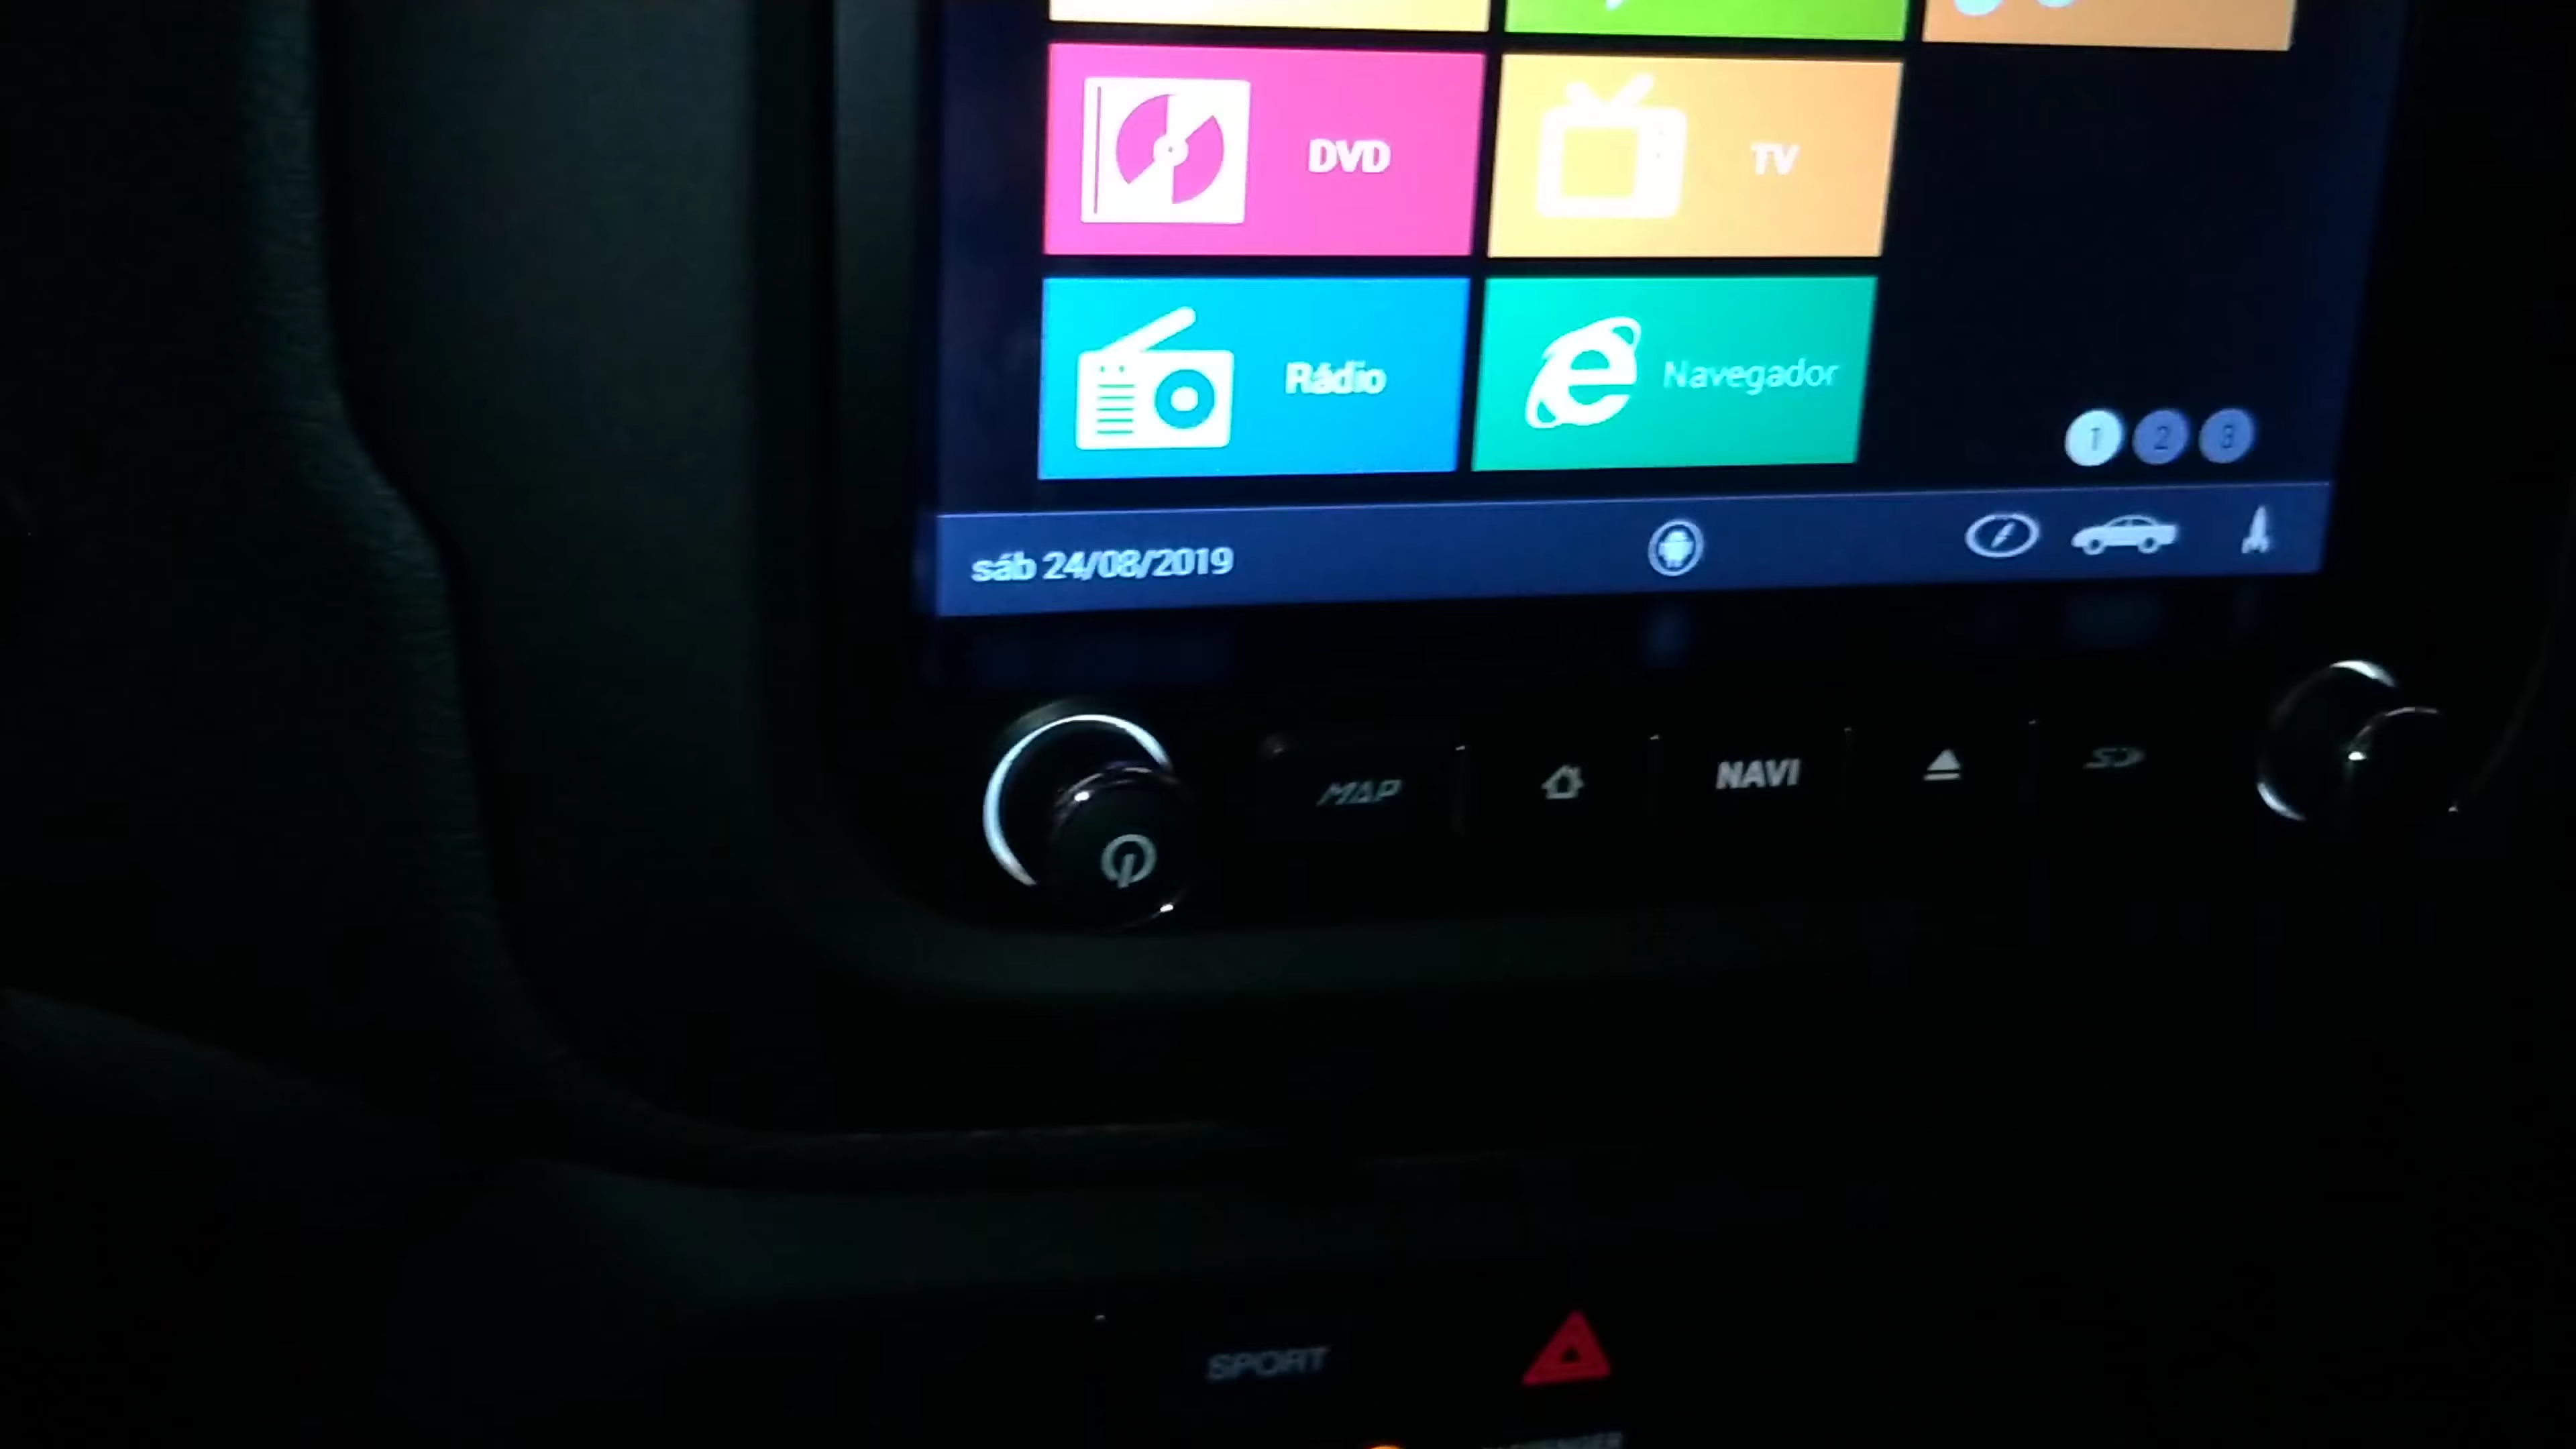 DVD
TV
Rádio
Navegador
1 2 3
sáb 24/08/2019
MAP
NAVI
SD
SPORT